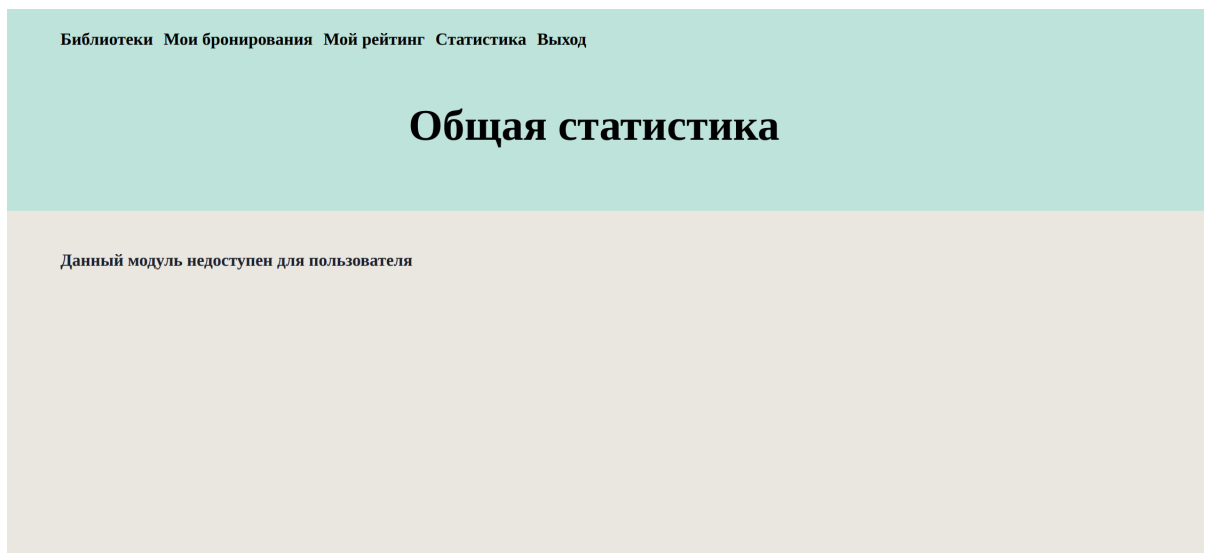 Библиотеки Мои бронирования Мой рейтинг Статистика Выход
Общая статистика
Данный модуль недоступен для пользователя